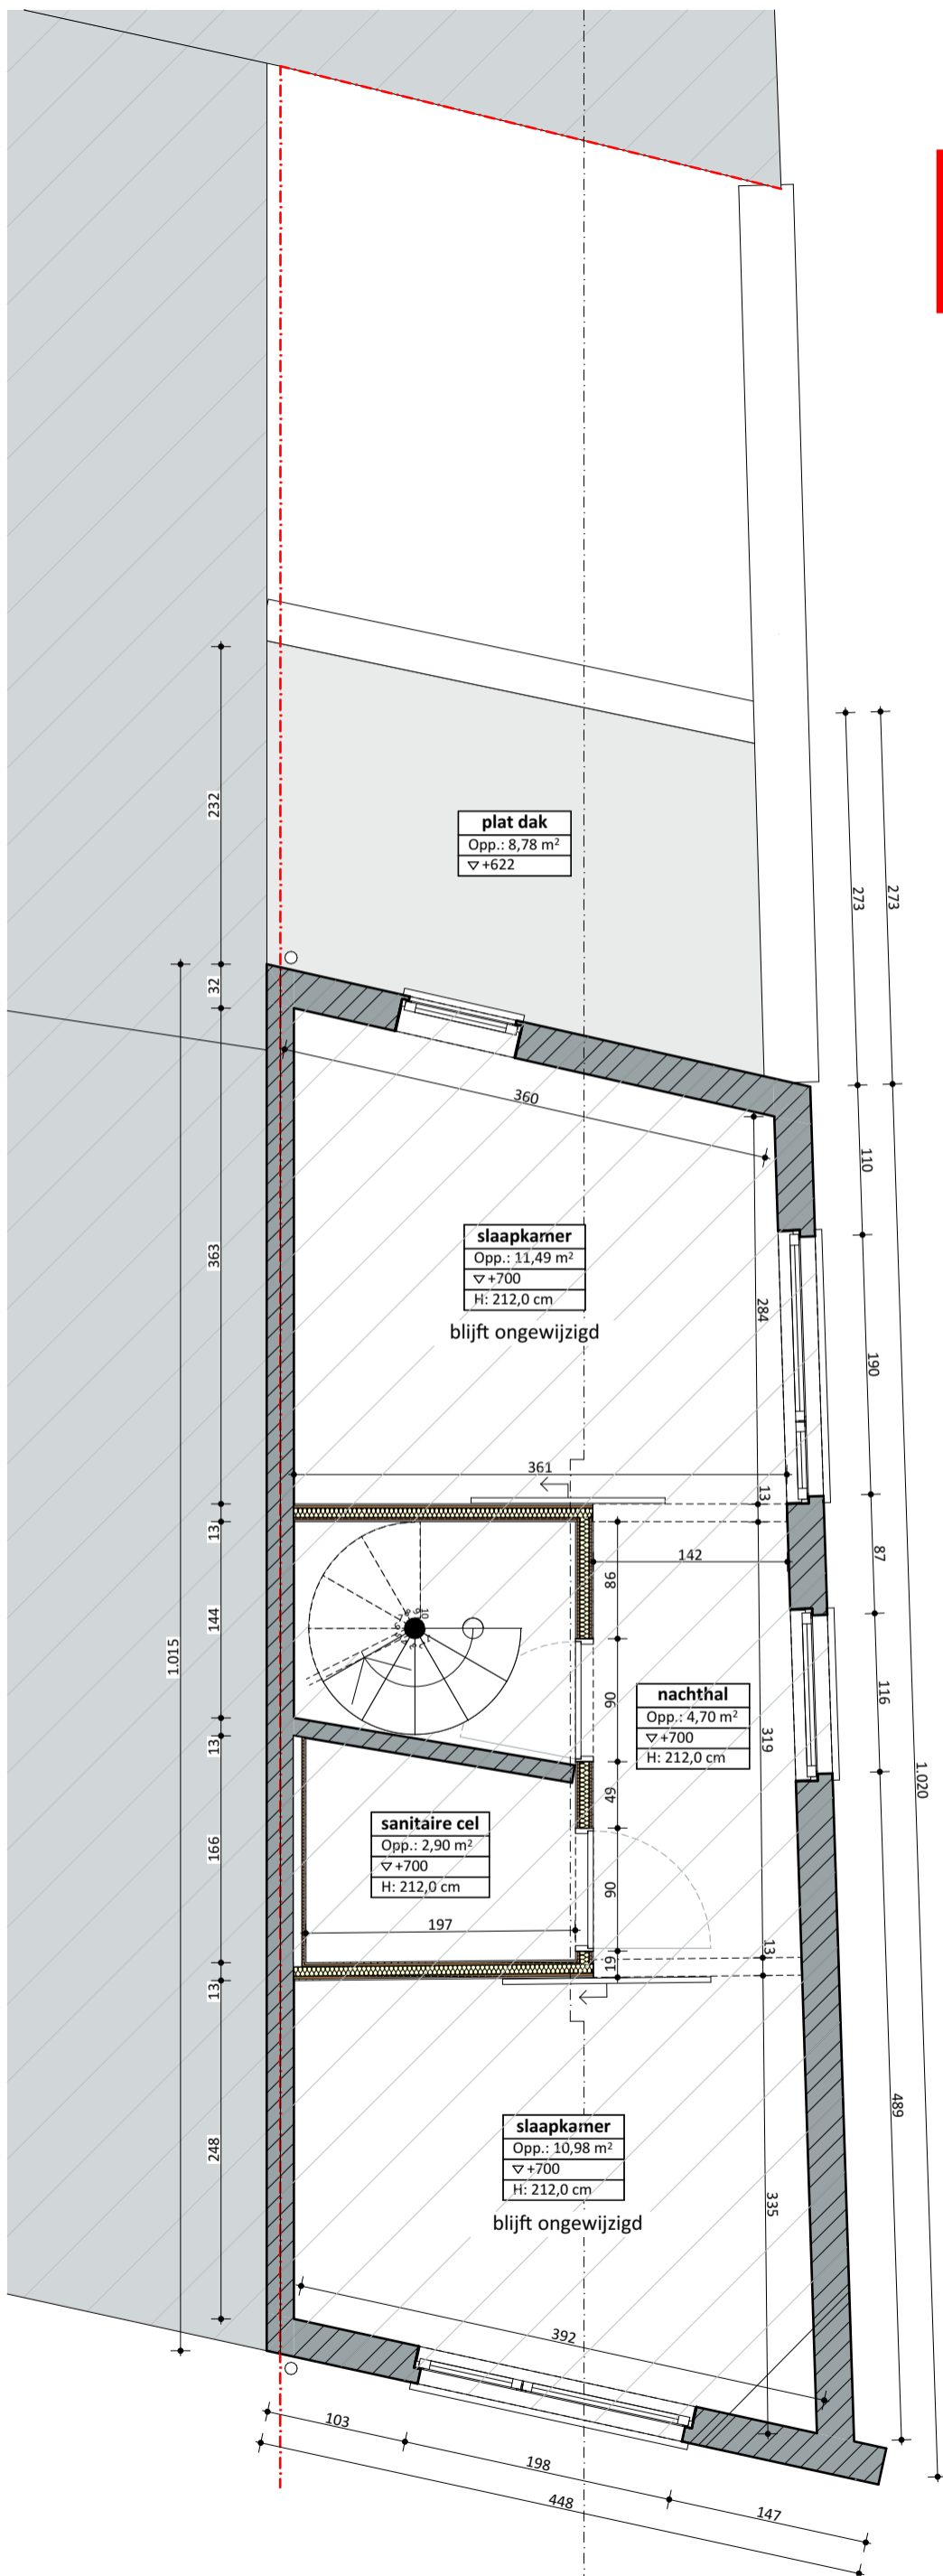 232
273
273
plat dak
Opp.: 8,78 m²
▽ +622
32
360
110
363
slaapkamer
Opp.: 11,49 m²
▽ +700
H: 212,0 cm
blijft ongewijzigd
284
190
361
13
13
142
86
87
144
1.015
10
90
nachthal
Opp.: 4,70 m²
▽ +700
H: 212,0 cm
116
319
13
49
1.020
sanitaire cel
Opp.: 2,90 m²
▽ +700
H: 212,0 cm
166
90
197
13
19
13
489
slaapkamer
Opp.: 10,98 m²
▽ +700
H: 212,0 cm
blijft ongewijzigd
248
335
392
103
198
448
147